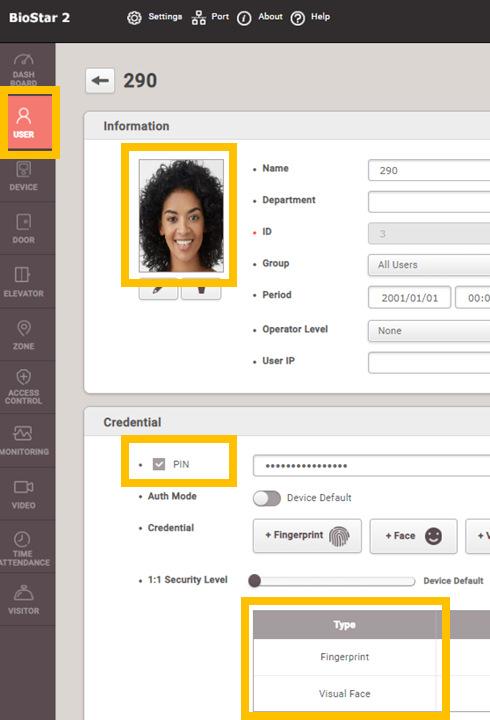 BioStar 2
Settings
Port
About
Help
DASH
BOARD
USER
DEVICE
DOOR
ELEVATOR
ZONE
ACCESS
CONTROL
MONITORING
VIDEO
TIME
ATTENDANCE
VISITOR
290
Information
• Name 290
• Department
• ID 3
• Group All Users
• Period 2001/01/01 00:0
• Operator Level None
• User IP
Credential
• PIN ••••••••••••••••
• Auth Mode Device Default
• Credential + Fingerprint + Face + V
• 1:1 Security Level Device Default
Type
Fingerprint
Visual Face